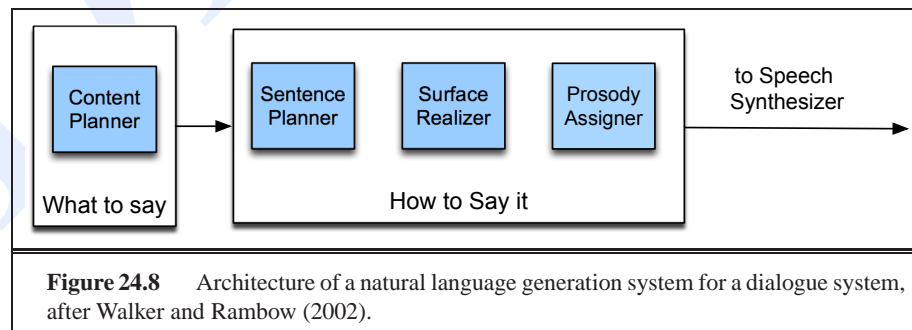 Content
Planner
What to say
Sentence
Planner
Surface
Realizer
Prosody
Assigner
How to Say it
to Speech
Synthesizer
Figure 24.8 Architecture of a natural language generation system for a dialogue system,
after Walker and Rambow (2002).